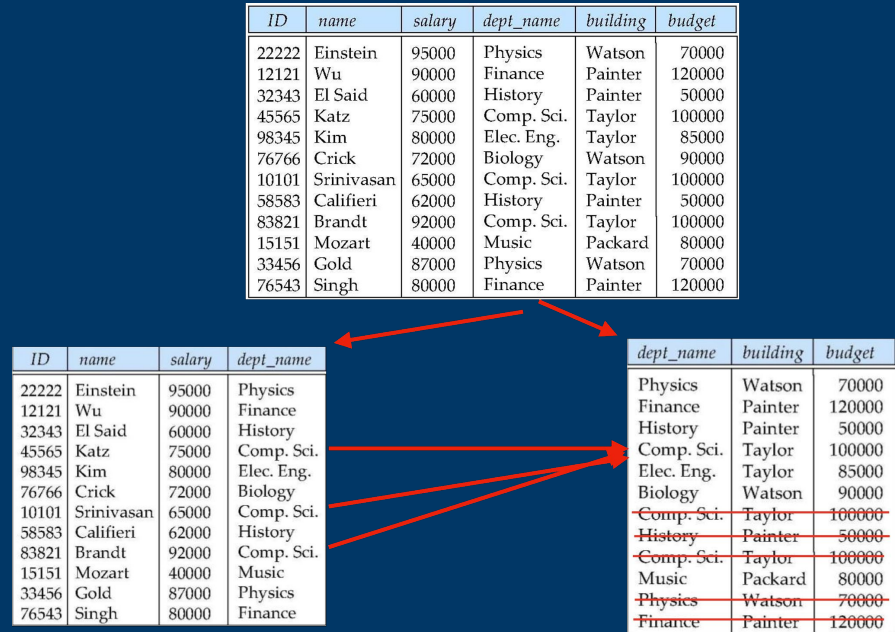 ID name salary dept_name building budget
22222 Einstein 95000 Physics Watson 70000
12121 Wu 90000 Finance Painter 120000
32343 El Said 60000 History Painter 50000
45565 Katz 75000 Comp. Sci. Taylor 100000
98345 Kim 80000 Elec. Eng. Taylor 85000
76766 Crick 72000 Biology Watson 90000
10101 Srinivasan 65000 Comp. Sci. Taylor 100000
58583 Califieri 62000 History Painter 50000
83821 Brandt 92000 Comp. Sci. Taylor 100000
15151 Mozart 40000 Music Packard 80000
33456 Gold 87000 Physics Watson 70000
76543 Singh 80000 Finance Painter 120000
ID name salary dept_name
22222 Einstein 95000 Physics
12121 Wu 90000 Finance
32343 El Said 60000 History
45565 Katz 75000 Comp. Sci.
98345 Kim 80000 Elec. Eng.
76766 Crick 72000 Biology
10101 Srinivasan 65000 Comp. Sci.
58583 Califieri 62000 History
83821 Brandt 92000 Comp. Sci.
15151 Mozart 40000 Music
33456 Gold 87000 Physics
76543 Singh 80000 Finance
dept_name building budget
Physics Watson 70000
Finance Painter 120000
History Painter 50000
Comp. Sci. Taylor 100000
Elec. Eng. Taylor 85000
Biology Watson 90000
Comp. Sci. Taylor 100000
History Painter 50000
Comp. Sci. Taylor 100000
Music Packard 80000
Physics Watson 70000
Finance Painter 120000